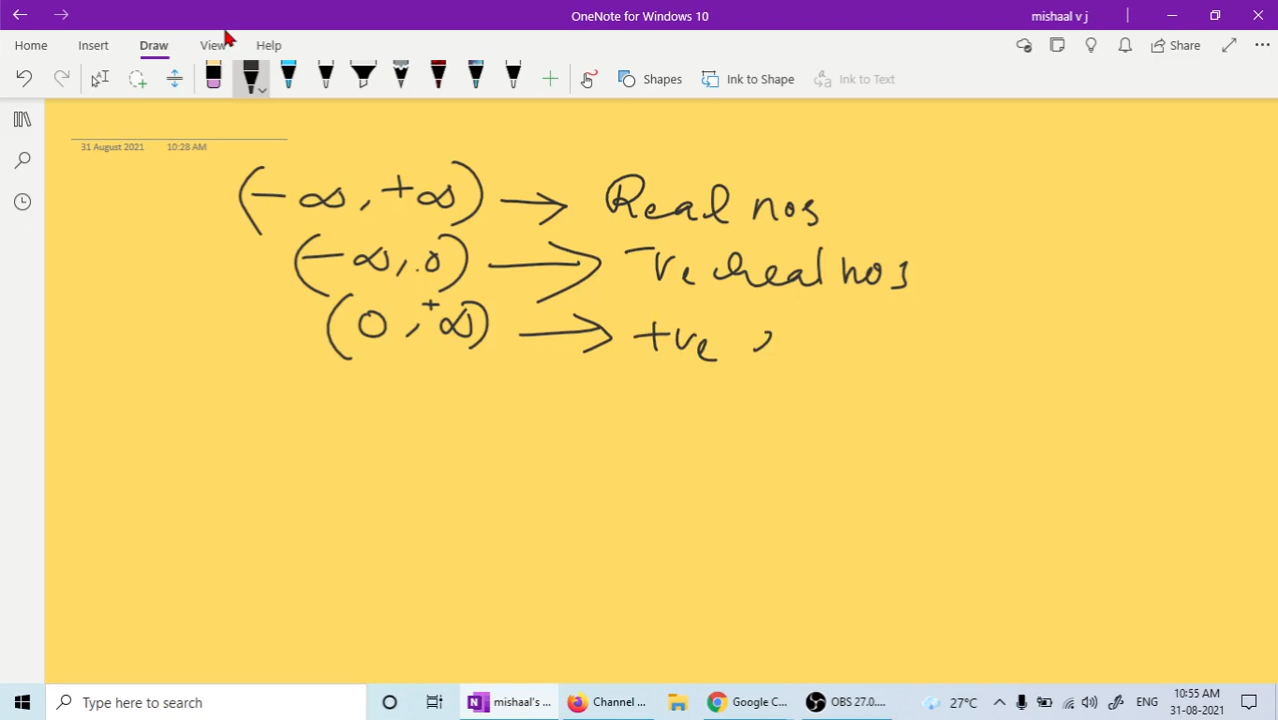 OneNote for Windows 10
mishaal v j
Home Insert Draw View Help
Share
Shapes Ink to Shape Ink to Text
31 August 2021 10:28 AM
(-∞, +∞) → Real nos
(-∞, 0) → -ve real nos
(0, +∞) → +ve ,,
Type here to search
mishaal's ...
Channel ...
Google C...
OBS 27.0....
27°C
ENG
10:55 AM
31-08-2021